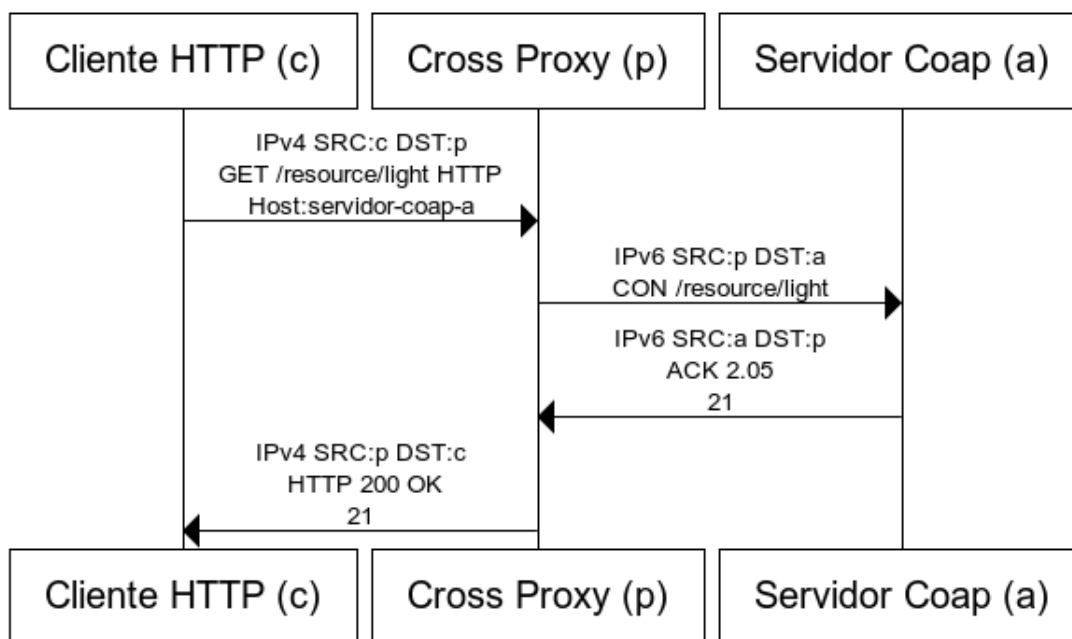 Cliente HTTP (c)
Cross Proxy (p)
Servidor Coap (a)
IPv4 SRC:c DST:p
GET /resource/light HTTP
Host:servidor-coap-a
IPv6 SRC:p DST:a
CON /resource/light
IPv6 SRC:a DST:p
ACK 2.05
21
IPv4 SRC:p DST:c
HTTP 200 OK
21
Cliente HTTP (c)
Cross Proxy (p)
Servidor Coap (a)